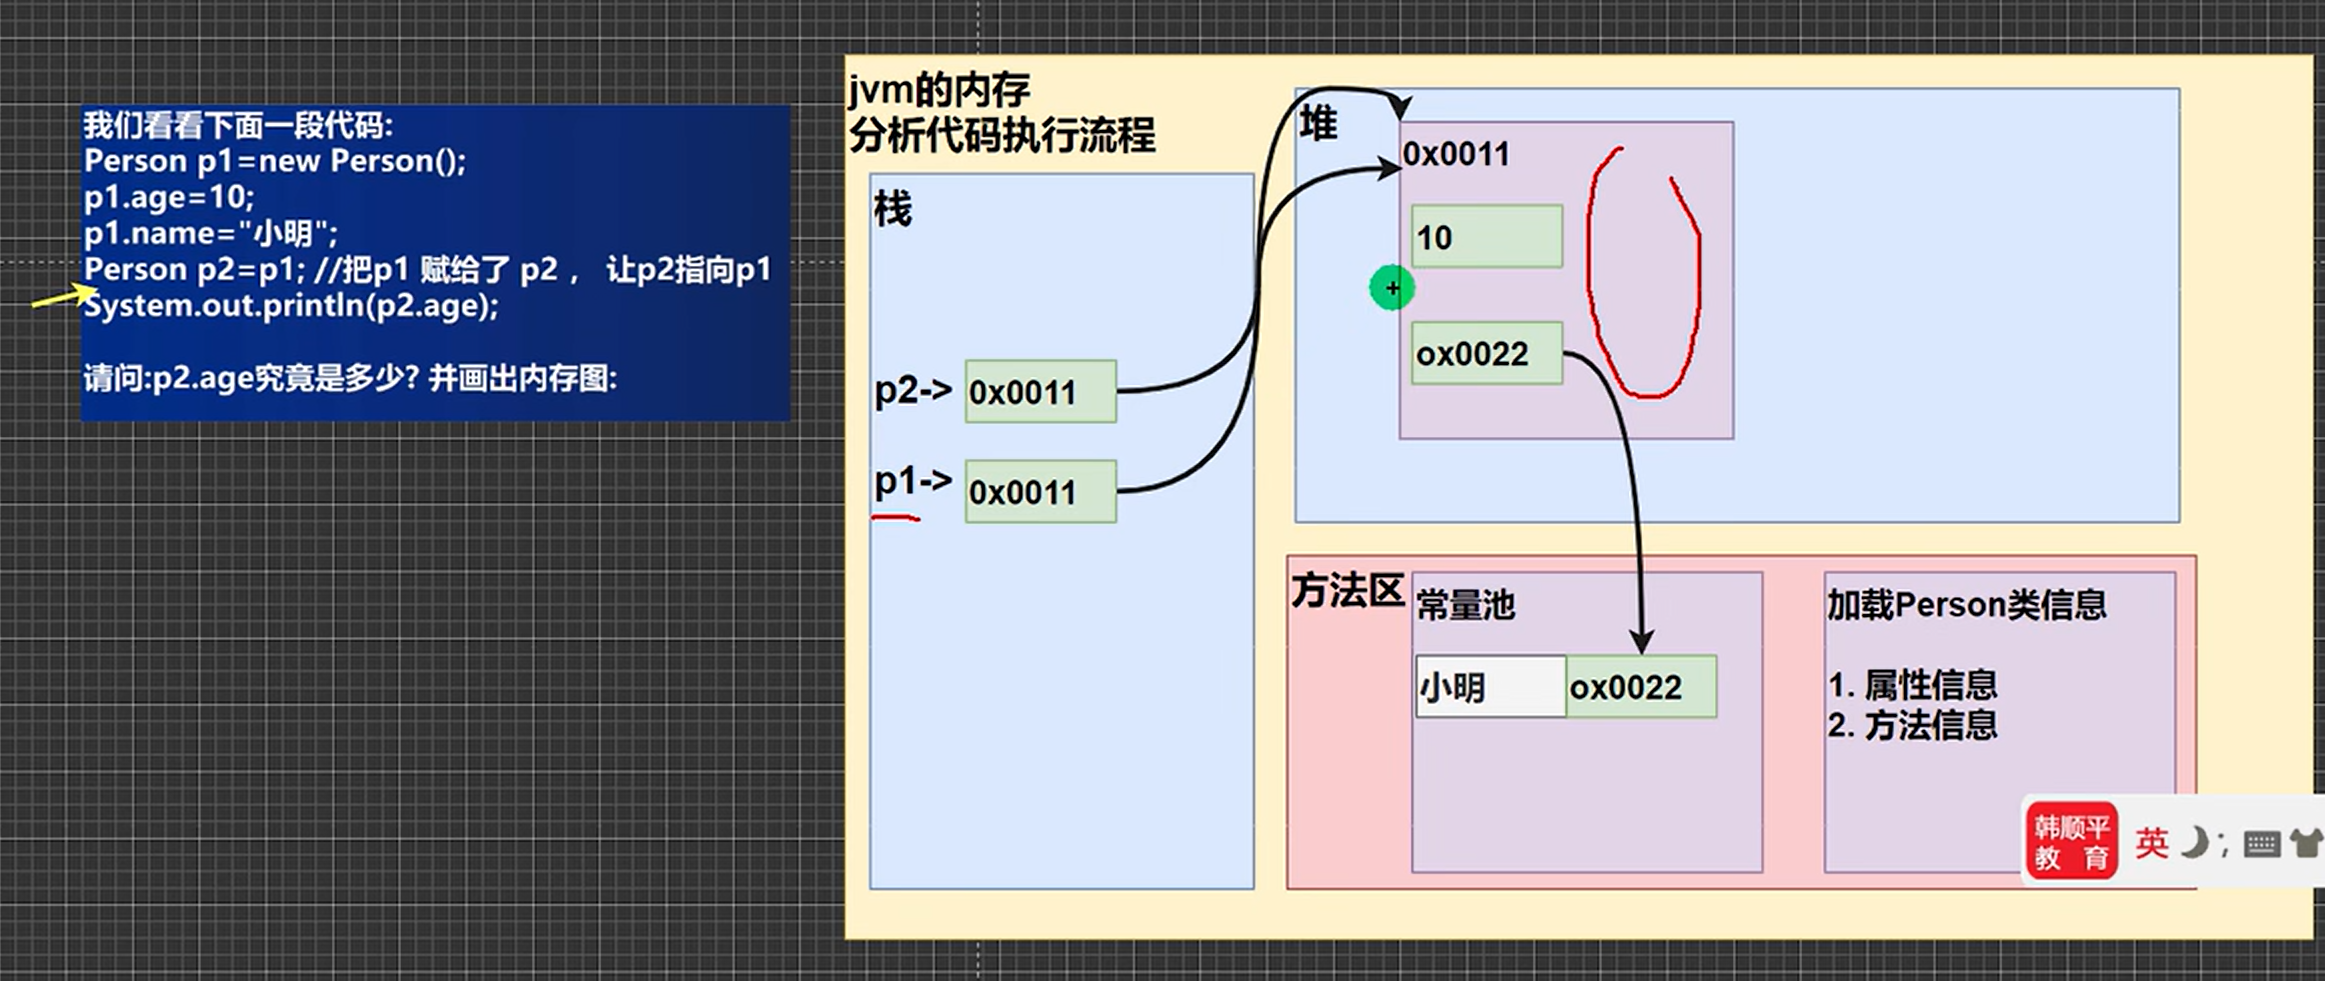 我们看看下面一段代码:
Person p1=new Person();
p1.age=10;
p1.name="小明";
Person p2=p1; //把p1 赋给了 p2 ， 让p2指向p1
System.out.println(p2.age);
请问:p2.age究竟是多少? 并画出内存图:
jvm的内存
分析代码执行流程
栈
p2-> 0x0011
p1-> 0x0011
堆
0x0011
10
ox0022
方法区
常量池
小明 ox0022
加载Person类信息
1. 属性信息
2. 方法信息
韩顺平
教 育
英 ;